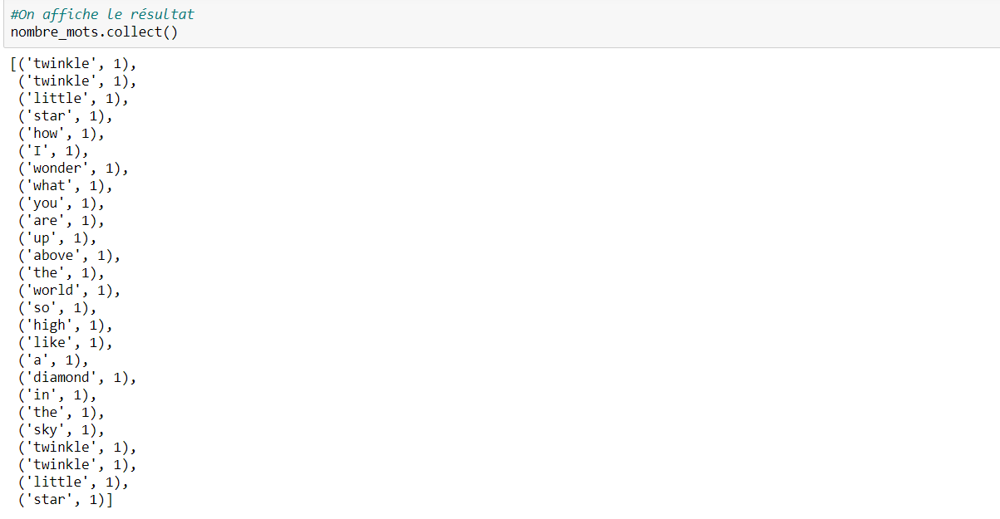 #On affiche le résultat
nombre_mots.collect()
[('twinkle', 1),
('twinkle', 1),
('little', 1),
('star', 1),
('how', 1),
('I', 1),
('wonder', 1),
('what', 1),
('you', 1),
('are', 1),
('up', 1),
('above', 1),
('the', 1),
('world', 1),
('so', 1),
('high', 1),
('like', 1),
('a', 1),
('diamond', 1),
('in', 1),
('the', 1),
('sky', 1),
('twinkle', 1),
('twinkle', 1),
('little', 1),
('star', 1)]